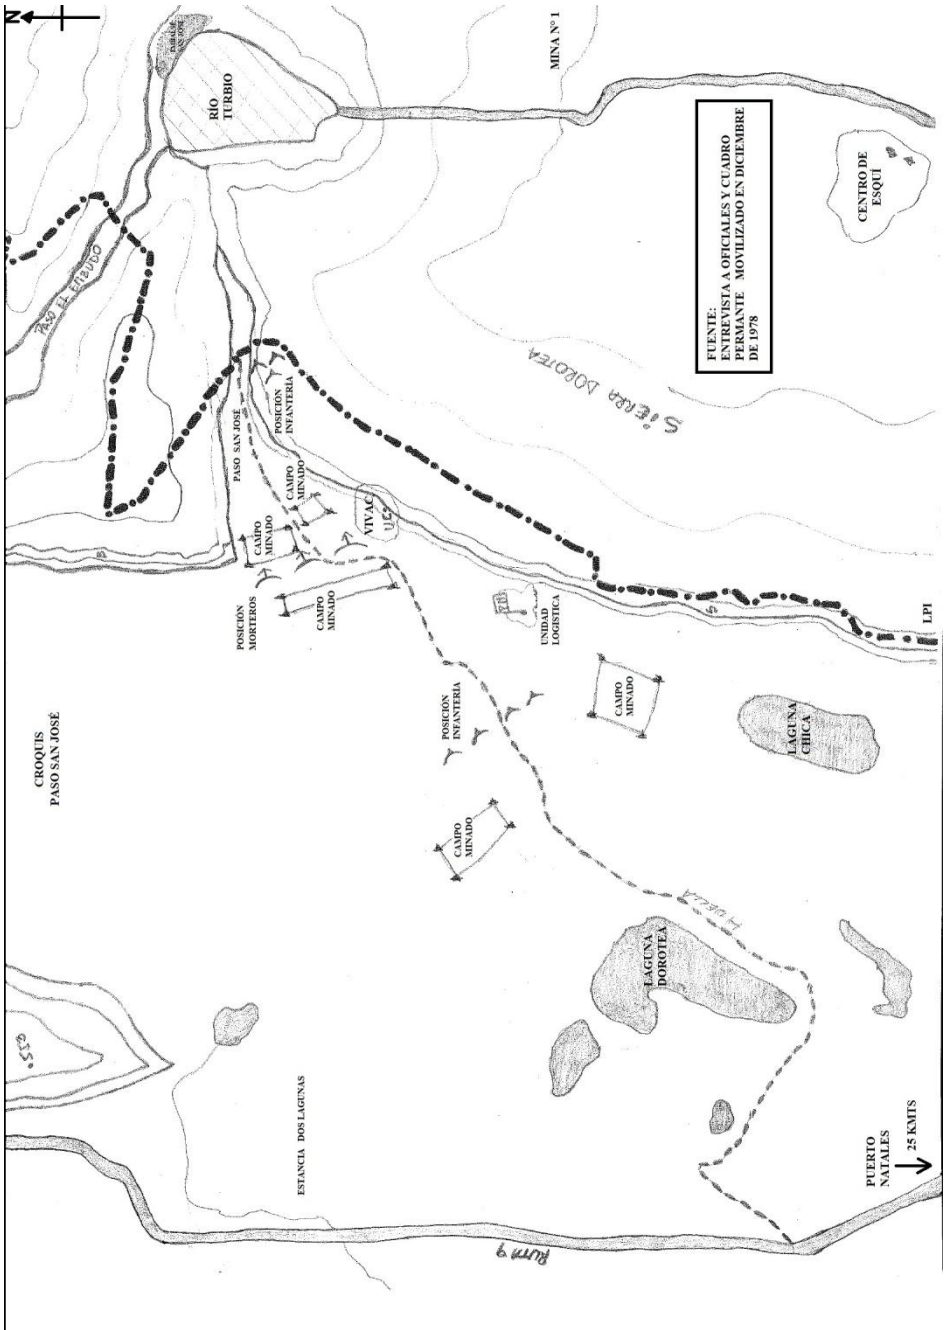 CROQUIS
PASO SAN JOSÉ
N
RÍO
TURBIO
MINA N° 1
PASO EL EMBUDO
PASO SAN JOSÉ
POSICIÓN
INFANTERÍA
CAMPO
MINADO
CAMPO
MINADO
VIVAC
POSICIÓN
MORTEROS
CAMPO
MINADO
UNIDAD
LOGISTICA
SIERRA DOROTEA
FUENTE:
ENTREVISTA A OFICIALES Y CUADRO
PERMANTE MOVILIZADO EN DICIEMBRE
DE 1978
CENTRO DE
ESQUÍ
POSICIÓN
INFANTERÍA
CAMPO
MINADO
CAMPO
MINADO
LAGUNA
CHICA
LPI
HUELLA
LAGUNA
DOROTEA
ESTANCIA DOS LAGUNAS
RUTA 9
PUERTO
NATALES
25 KMTS